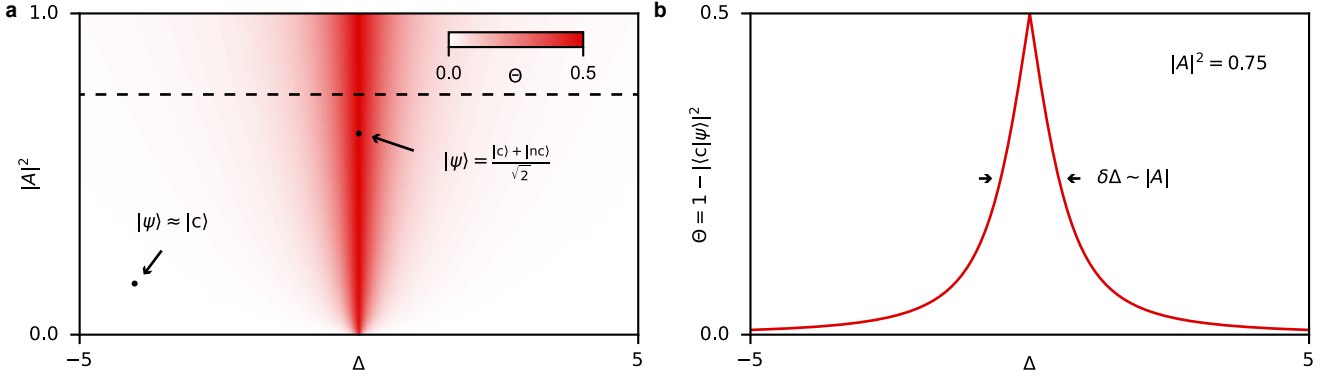 a
1.0
0.0
Θ
0.5
|A|²
|ψ⟩ = |c⟩ + |nc⟩ / √2
|ψ⟩ ≈ |c⟩
0.0
−5
Δ
5
b
0.5
|A|² = 0.75
Θ = 1 − |⟨c|ψ⟩|²
δΔ ~ |A|
0.0
−5
Δ
5